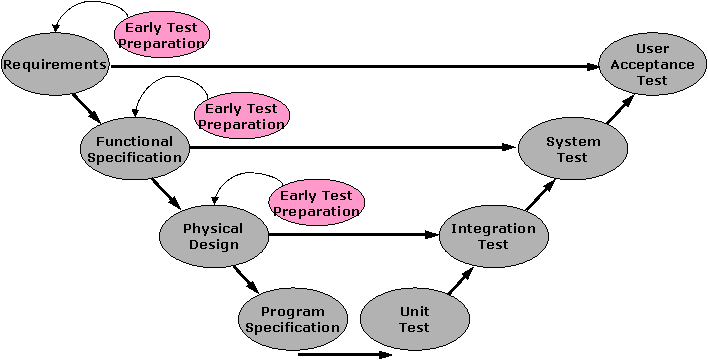 Early Test
Preparation
Requirements
User
Acceptance
Test
Early Test
Preparation
Functional
Specification
System
Test
Early Test
Preparation
Physical
Design
Integration
Test
Program
Specification
Unit
Test